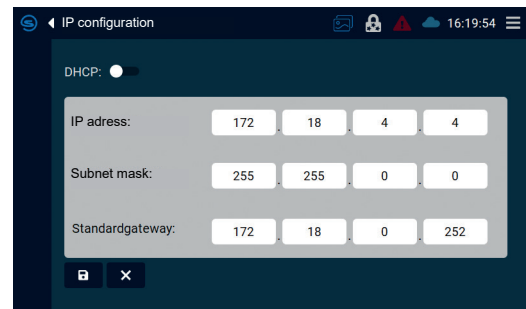 IP configuration 16:19:54
DHCP:
IP adress: 172 . 18 . 4 . 4
Subnet mask: 255 . 255 . 0 . 0
Standardgateway: 172 . 18 . 0 . 252